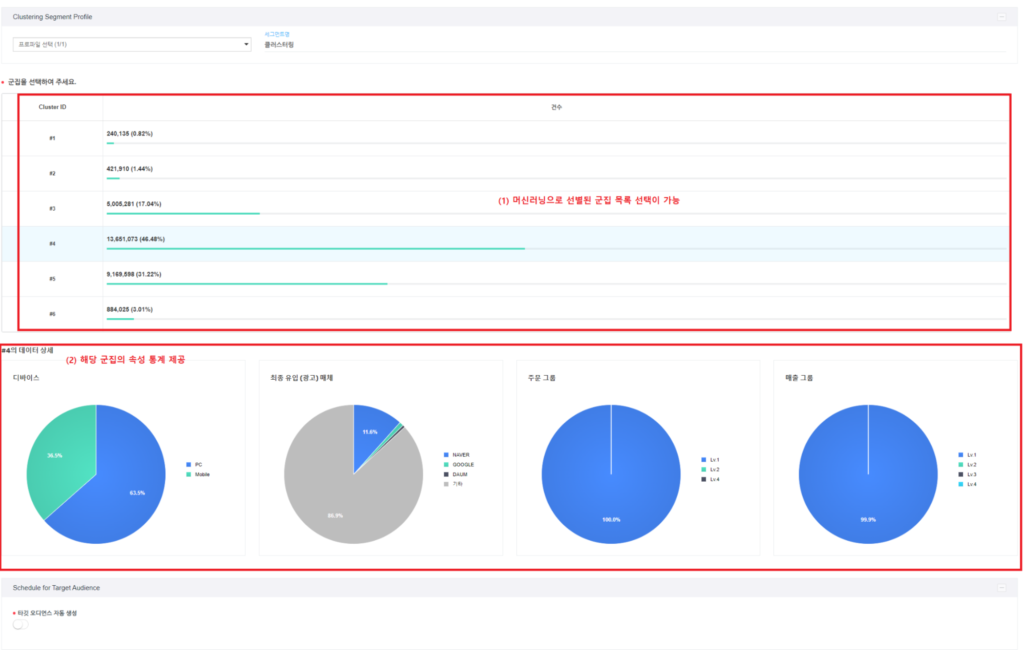 Clustering Segment Profile
프로파일 선택 (1/1)
세그먼트명
클러스터링
* 군집을 선택하여 주세요.
Cluster ID 건수
#1 240,135 (0.82%)
#2 421,910 (1.44%)
#3 5,005,281 (17.04%)
(1) 머신러닝으로 선별된 군집 목록 선택이 가능
#4 13,651,073 (46.48%)
#5 9,169,598 (31.22%)
#6 884,025 (3.01%)
#4의 데이터 상세
(2) 해당 군집의 속성 통계 제공
디바이스
36.5%
63.5%
PC
Mobile
최종 유입 (광고) 매체
11.6%
86.9%
NAVER
GOOGLE
DAUM
기타
주문 그룹
100.0%
Lv.1
Lv.2
Lv.4
매출 그룹
99.9%
Lv.1
Lv.2
Lv.3
Lv.4
Schedule for Target Audience
* 타깃 오디언스 자동 생성